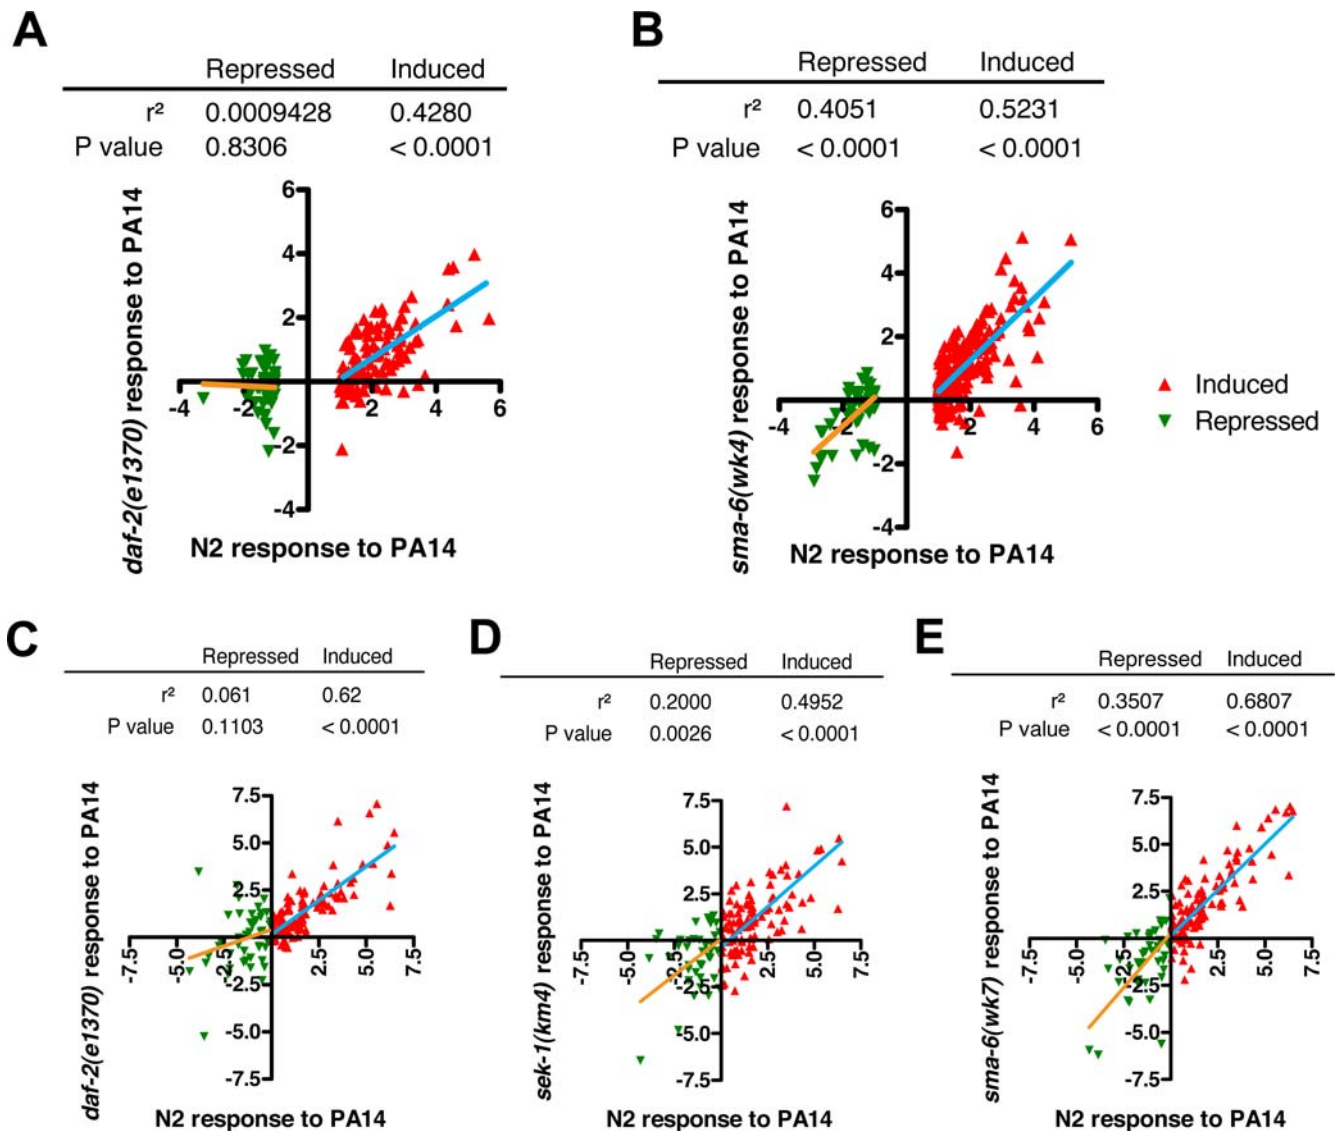 A
Repressed Induced
r² 0.0009428 0.4280
P value 0.8306 < 0.0001
daf-2(e1370) response to PA14
6
4
2
-4 -2 2 4 6
-2
-4
N2 response to PA14
B
Repressed Induced
r² 0.4051 0.5231
P value < 0.0001 < 0.0001
sma-6(wk4) response to PA14
6
4
2
-4 -2 2 4 6
-2
-4
N2 response to PA14
Induced
Repressed
C
Repressed Induced
r² 0.061 0.62
P value 0.1103 < 0.0001
daf-2(e1370) response to PA14
7.5
5.0
2.5
-7.5 -5.0 -2.5 2.5 5.0 7.5
-2.5
-5.0
-7.5
N2 response to PA14
D
Repressed Induced
r² 0.2000 0.4952
P value 0.0026 < 0.0001
sek-1(km4) response to PA14
7.5
5.0
2.5
-7.5 -5.0 -2.5 2.5 5.0 7.5
-2.5
-5.0
-7.5
N2 response to PA14
E
Repressed Induced
r² 0.3507 0.6807
P value < 0.0001 < 0.0001
sma-6(wk7) response to PA14
7.5
5.0
2.5
-7.5 -5.0 -2.5 2.5 5.0 7.5
-2.5
-5.0
-7.5
N2 response to PA14